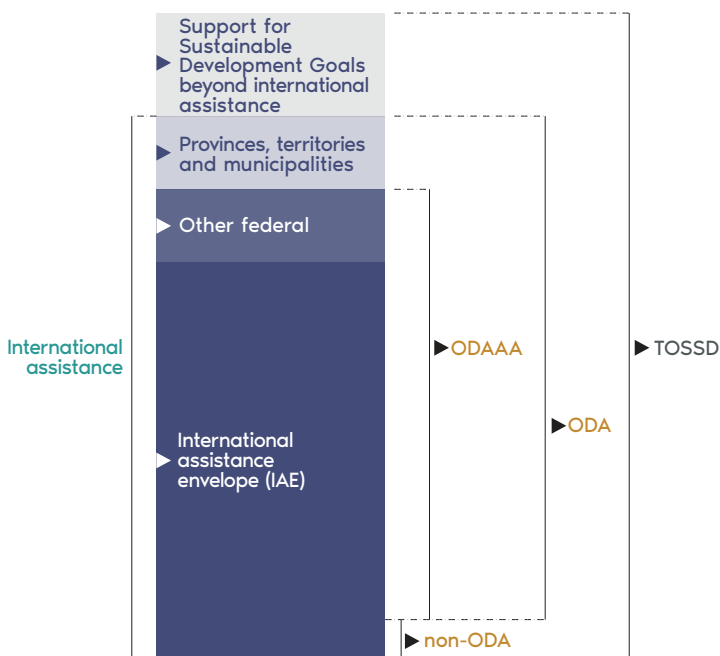 Support for
Sustainable
Development Goals
beyond international
assistance
Provinces, territories
and municipalities
Other federal
International
assistance
ODAAA
TOSSD
ODA
International
assistance
envelope (IAE)
non-ODA